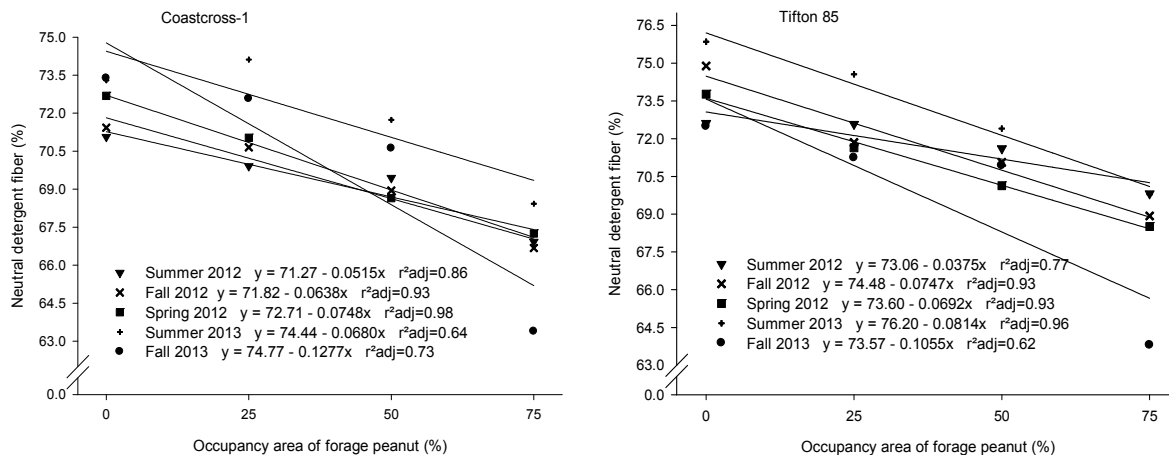 Coastcross-1
Neutral detergent fiber (%)
75.0
73.5
72.0
70.5
69.0
67.5
66.0
64.5
63.0
0.0
Summer 2012 y = 71.27 - 0.0515x r²adj=0.86
Fall 2012 y = 71.82 - 0.0638x r²adj=0.93
Spring 2012 y = 72.71 - 0.0748x r²adj=0.98
Summer 2013 y = 74.44 - 0.0680x r²adj=0.64
Fall 2013 y = 74.77 - 0.1277x r²adj=0.73
0 25 50 75
Occupancy area of forage peanut (%)
Tifton 85
Neutral detergent fiber (%)
76.5
75.0
73.5
72.0
70.5
69.0
67.5
66.0
64.5
63.0
0.0
Summer 2012 y = 73.06 - 0.0375x r²adj=0.77
Fall 2012 y = 74.48 - 0.0747x r²adj=0.93
Spring 2012 y = 73.60 - 0.0692x r²adj=0.93
Summer 2013 y = 76.20 - 0.0814x r²adj=0.96
Fall 2013 y = 73.57 - 0.1055x r²adj=0.62
0 25 50 75
Occupancy area of forage peanut (%)